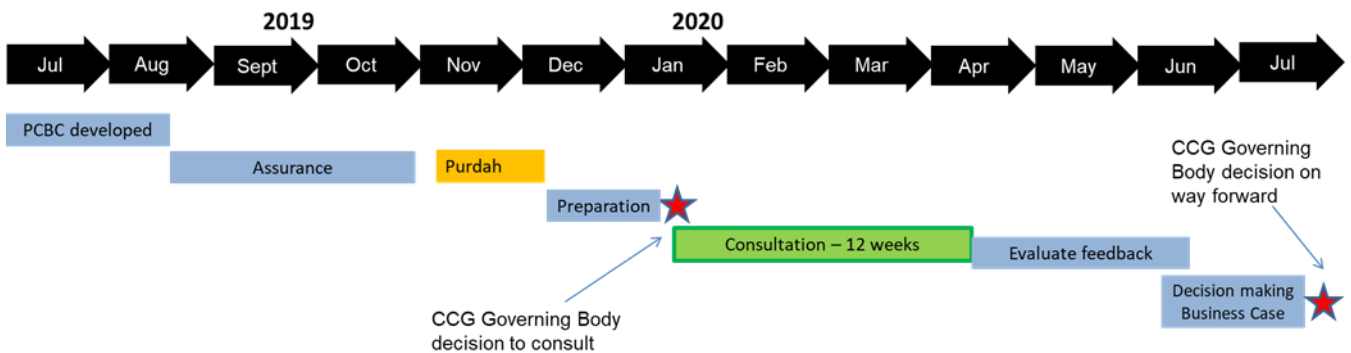 2019 2020
Jul Aug Sept Oct Nov Dec Jan Feb Mar Apr May Jun Jul
PCBC developed
Assurance
Purdah
Preparation
Consultation – 12 weeks
Evaluate feedback
Decision making
Business Case
CCG Governing
Body decision on
way forward
CCG Governing Body
decision to consult